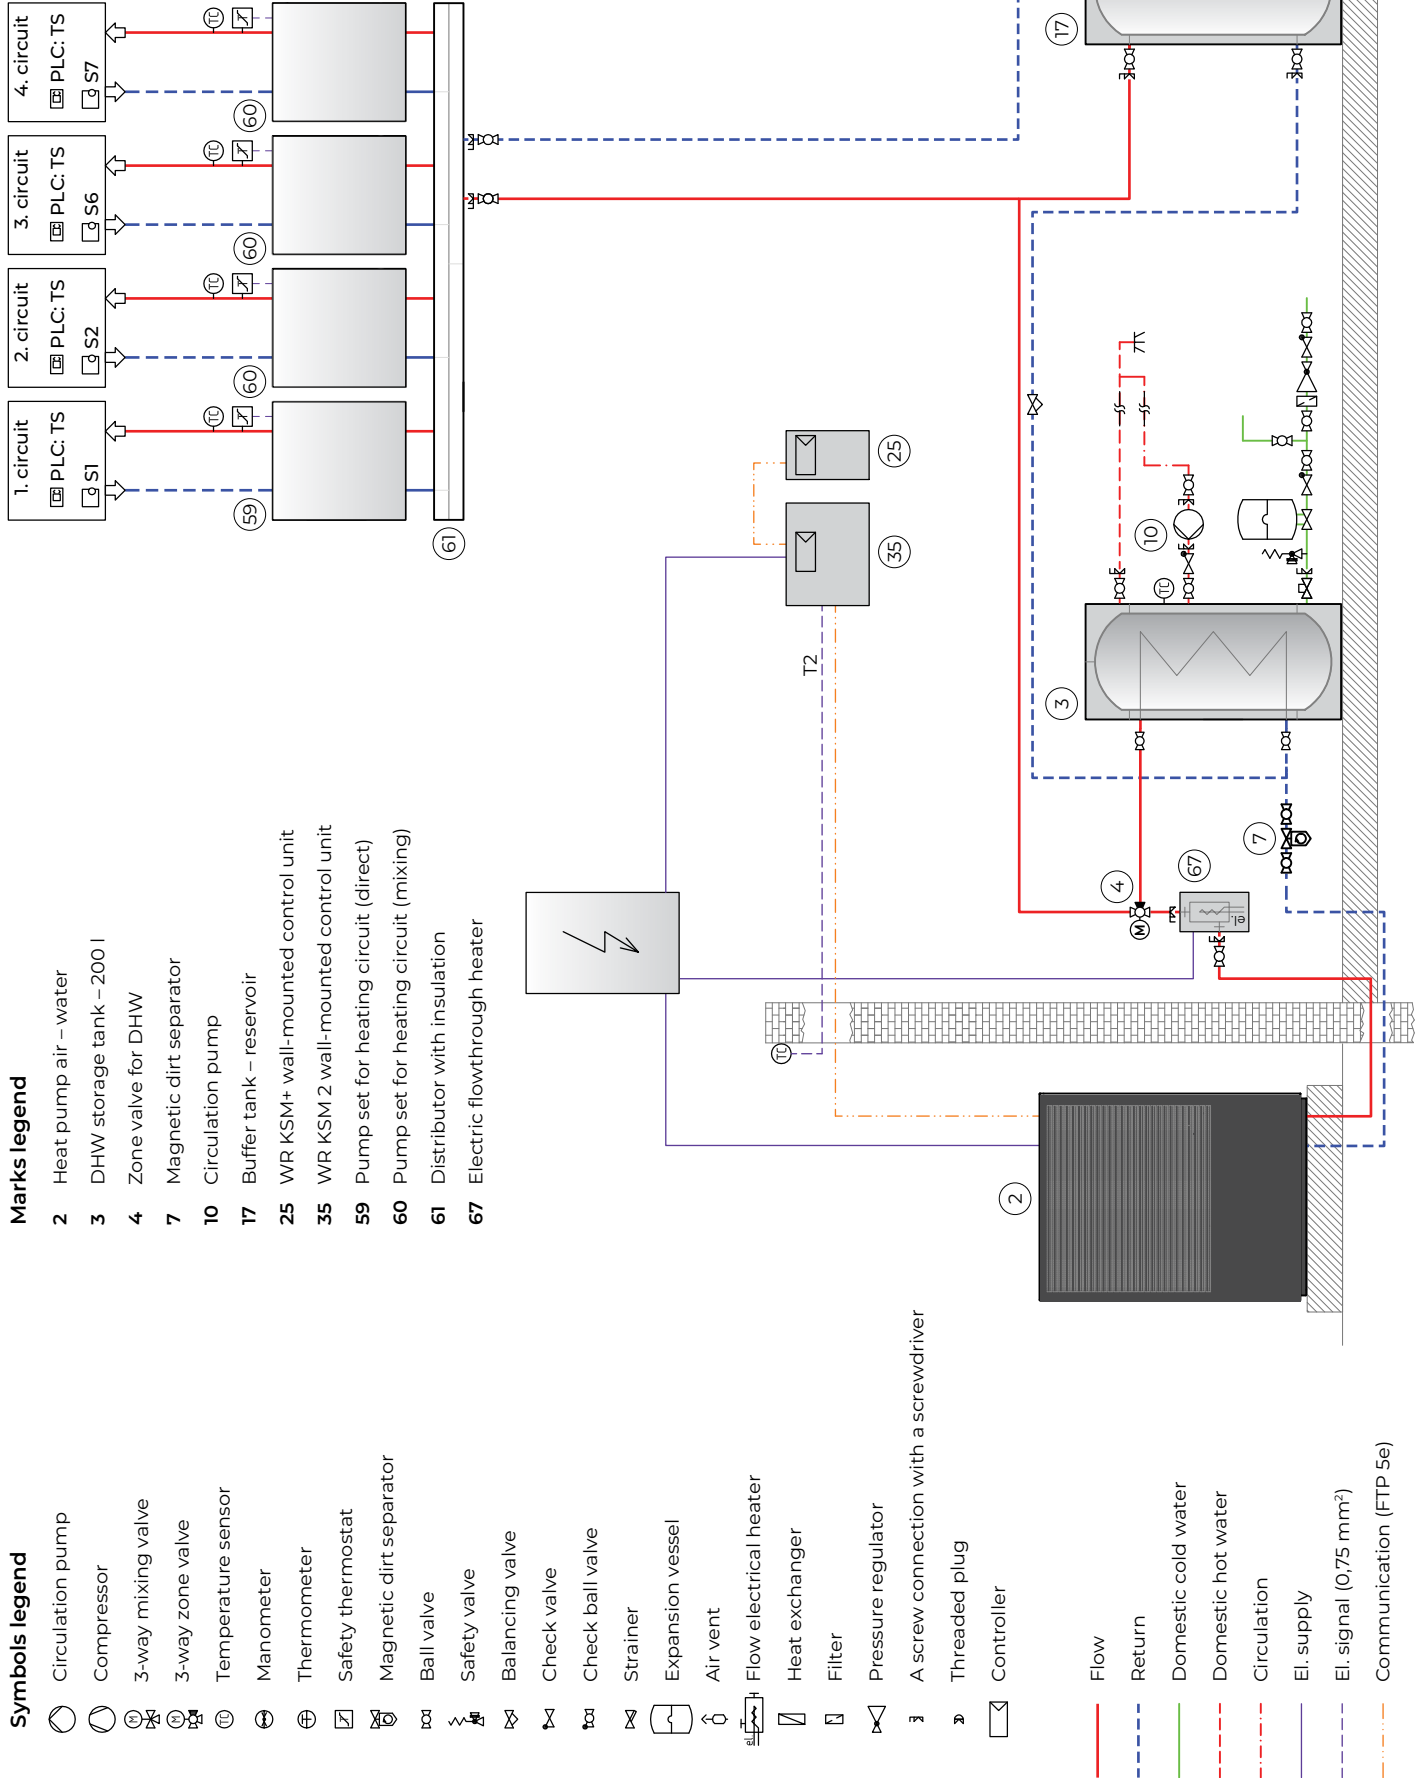 Symbols legend
Circulation pump
Compressor
M
3-way mixing valve
M
3-way zone valve
TC
Temperature sensor
Manometer
Thermometer
Safety thermostat
Magnetic dirt separator
Ball valve
Safety valve
Balancing valve
Check valve
Check ball valve
Strainer
Expansion vessel
Air vent
el.
Flow electrical heater
Heat exchanger
Filter
Pressure regulator
A screw connection with a screwdriver
Threaded plug
Controller
Flow
Return
Domestic cold water
Domestic hot water
Circulation
El. supply
El. signal (0,75 mm²)
Communication (FTP 5e)
Marks legend
2 Heat pump air – water
3 DHW storage tank – 200 l
4 Zone valve for DHW
7 Magnetic dirt separator
10 Circulation pump
17 Buffer tank – reservoir
25 WR KSM+ wall-mounted control unit
35 WR KSM 2 wall-mounted control unit
59 Pump set for heating circuit (direct)
60 Pump set for heating circuit (mixing)
61 Distributor with insulation
67 Electric flowthrough heater
1. circuit
PLC: TS
S1
2. circuit
PLC: TS
S2
3. circuit
PLC: TS
S6
4. circuit
PLC: TS
S7
TC
TC
TC
TC
59
60
60
60
61
25
35
T2
TC
2
M
4
67
el.
7
3
TC
10
17